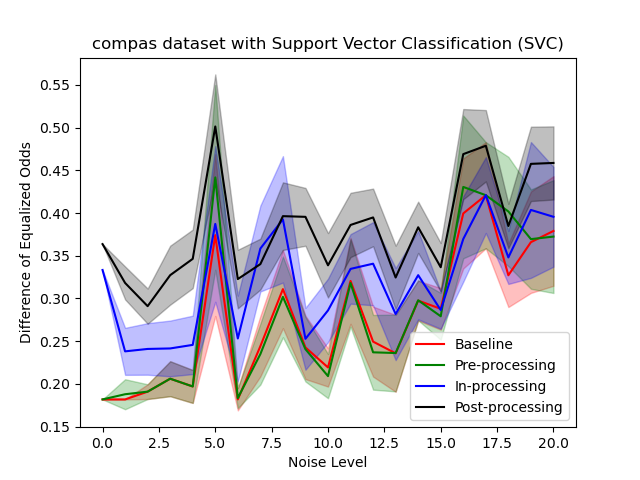 compas dataset with Support Vector Classification (SVC)
Difference of Equalized Odds
0.55
0.50
0.45
0.40
0.35
0.30
0.25
0.20
0.15
Baseline
Pre-processing
In-processing
Post-processing
0.0 2.5 5.0 7.5 10.0 12.5 15.0 17.5 20.0
Noise Level